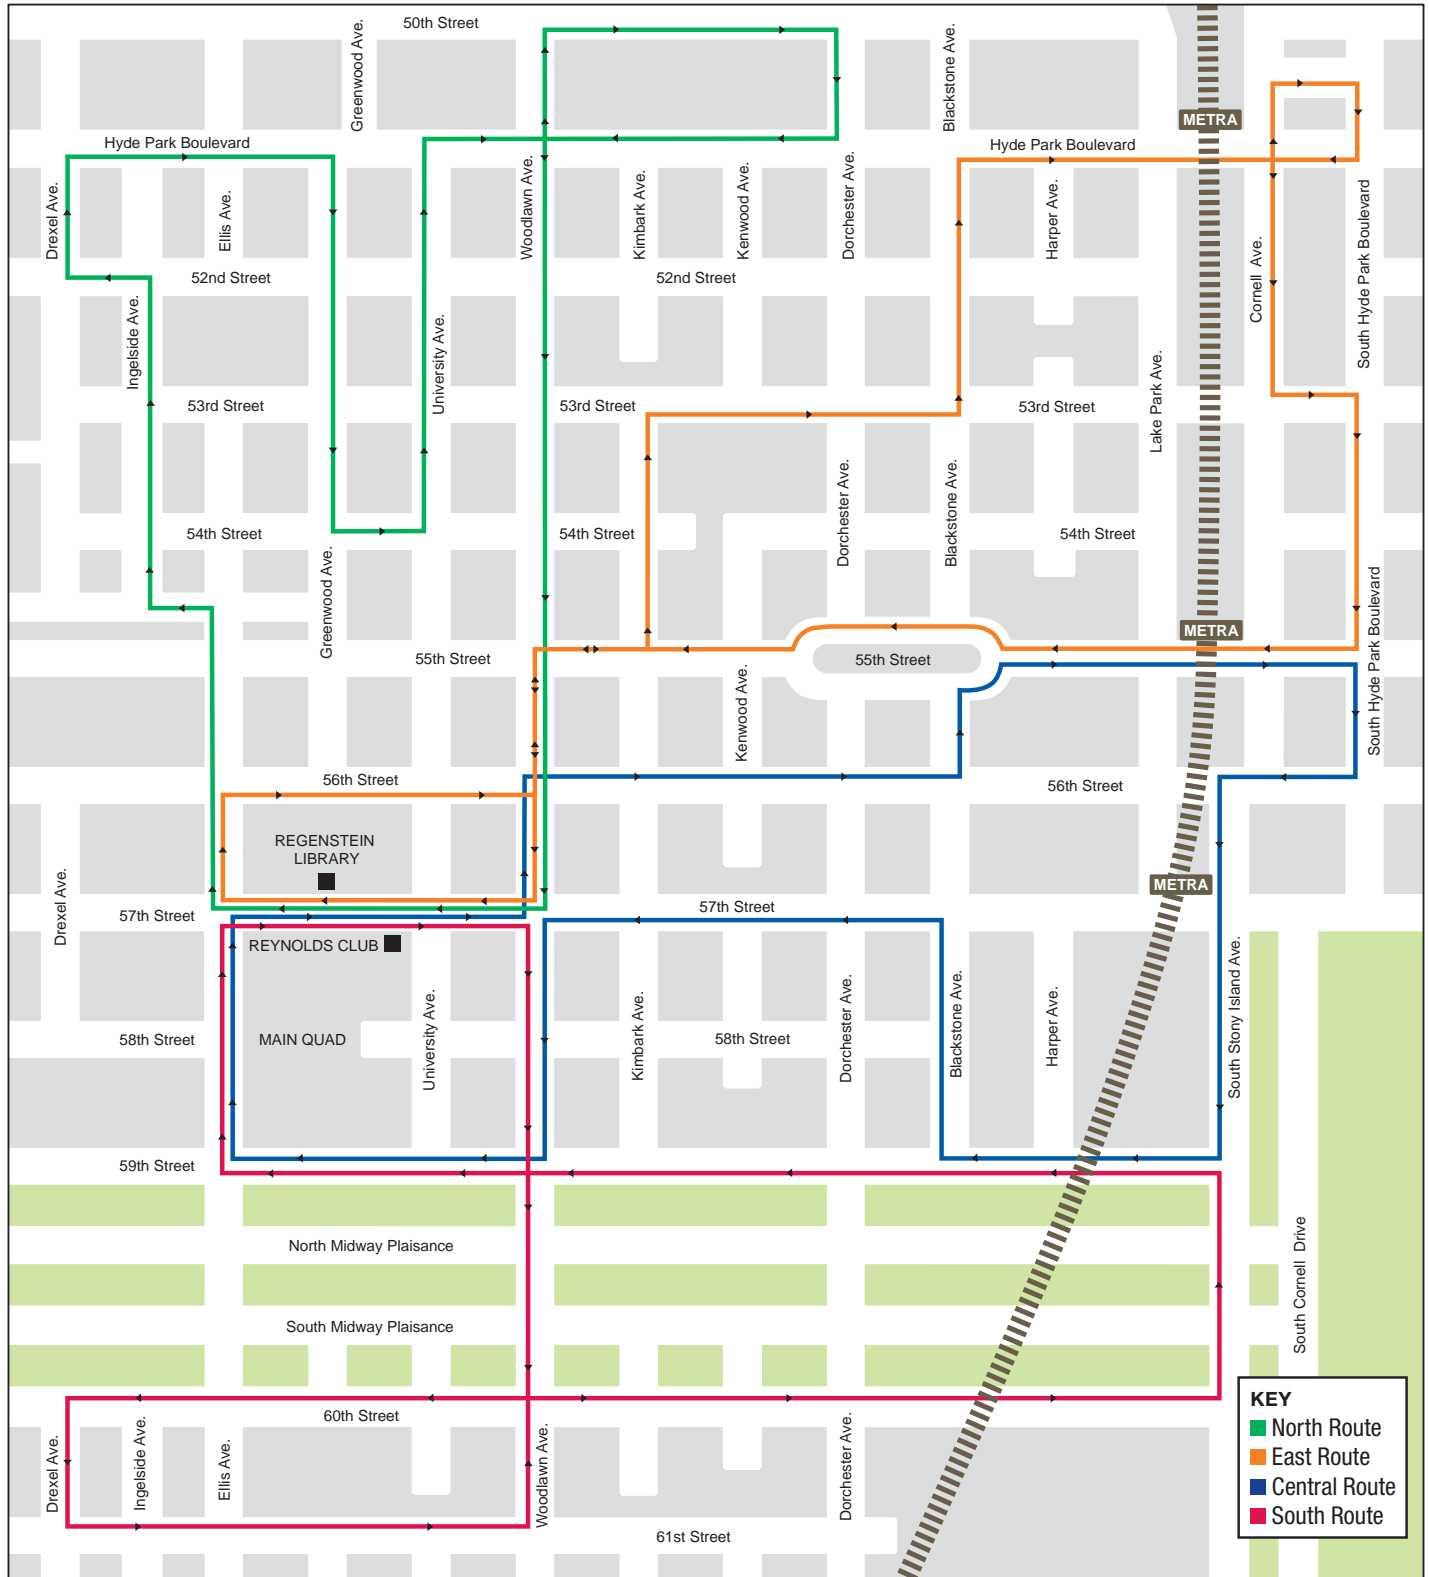 50th Street
Greenwood Ave.
Blackstone Ave.
METRA
Hyde Park Boulevard
Hyde Park Boulevard
Drexel Ave.
Ellis Ave.
Woodlawn Ave.
Kimbark Ave.
Kenwood Ave.
Dorchester Ave.
Harper Ave.
South Hyde Park Boulevard
Cornell Ave.
52nd Street
52nd Street
Ingelside Ave.
University Ave.
Lake Park Ave.
53rd Street
53rd Street
53rd Street
Dorchester Ave.
Blackstone Ave.
54th Street
54th Street
54th Street
Greenwood Ave.
South Hyde Park Boulevard
METRA
55th Street
55th Street
Kenwood Ave.
56th Street
56th Street
REGENSTEIN
LIBRARY
METRA
Drexel Ave.
57th Street
57th Street
REYNOLDS CLUB
South Stony Island Ave.
University Ave.
Kimbark Ave.
Dorchester Ave.
Blackstone Ave.
Harper Ave.
58th Street
MAIN QUAD
58th Street
59th Street
North Midway Plaisance
South Cornell Drive
South Midway Plaisance
60th Street
Drexel Ave.
Ingelside Ave.
Ellis Ave.
Woodlawn Ave.
Dorchester Ave.
61st Street
KEY
North Route
East Route
Central Route
South Route